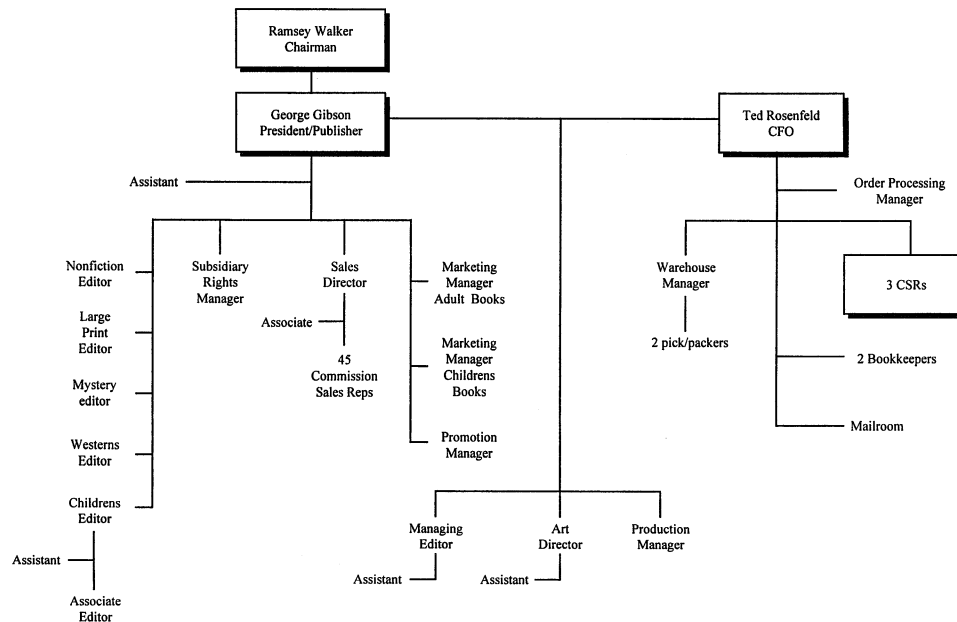 Ramsey Walker
Chairman
George Gibson
President/Publisher
Ted Rosenfeld
CFO
Assistant
Order Processing
Manager
Nonfiction
Editor
Large
Print
Editor
Mystery
editor
Westerns
Editor
Childrens
Editor
Assistant
Associate
Editor
Subsidiary
Rights
Manager
Sales
Director
Associate
45
Commission
Sales Reps
Marketing
Manager
Adult Books
Marketing
Manager
Childrens
Books
Promotion
Manager
Managing
Editor
Assistant
Art
Director
Assistant
Production
Manager
Warehouse
Manager
2 pick/packers
3 CSRs
2 Bookkeepers
Mailroom